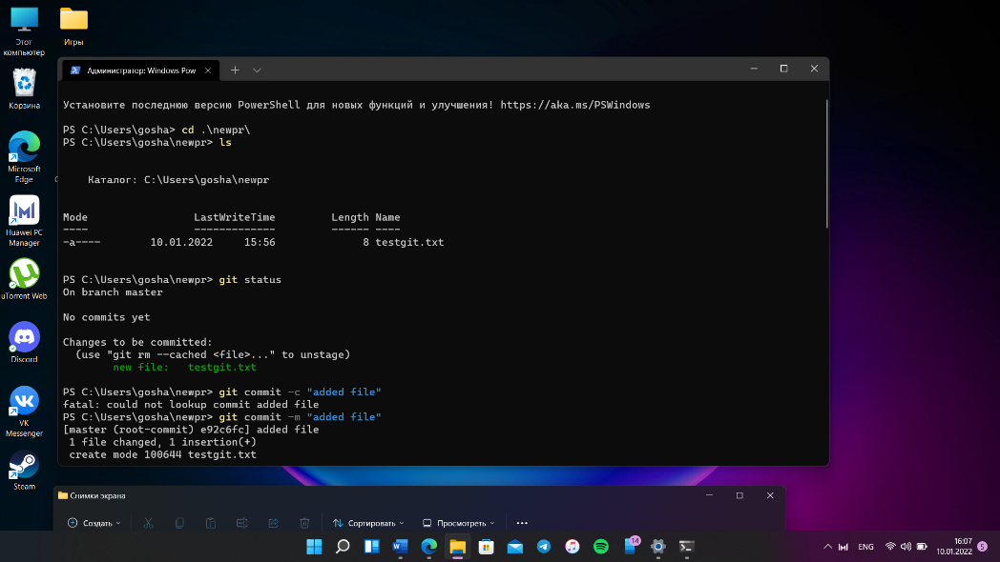 Этот
компьютер
Игры
Корзина
Microsoft
Edge
Huawei PC
Manager
uTorrent Web
Discord
VK
Messenger
Steam
Администратор: Windows Pow
Установите последнюю версию PowerShell для новых функций и улучшения! https://aka.ms/PSWindows
PS C:\Users\gosha> cd .\newpr\
PS C:\Users\gosha\newpr> ls
Каталог: C:\Users\gosha\newpr
Mode LastWriteTime Length Name
---- ------------- ------ ----
-a---- 10.01.2022 15:56 8 testgit.txt
PS C:\Users\gosha\newpr> git status
On branch master
No commits yet
Changes to be committed:
(use "git rm --cached <file>..." to unstage)
new file: testgit.txt
PS C:\Users\gosha\newpr> git commit -c "added file"
fatal: could not lookup commit added file
PS C:\Users\gosha\newpr> git commit -m "added file"
[master (root-commit) e92c6fc] added file
1 file changed, 1 insertion(+)
create mode 100644 testgit.txt
Снимки экрана
Создать
Сортировать
Просмотреть
14
ENG
16:07
10.01.2022
5